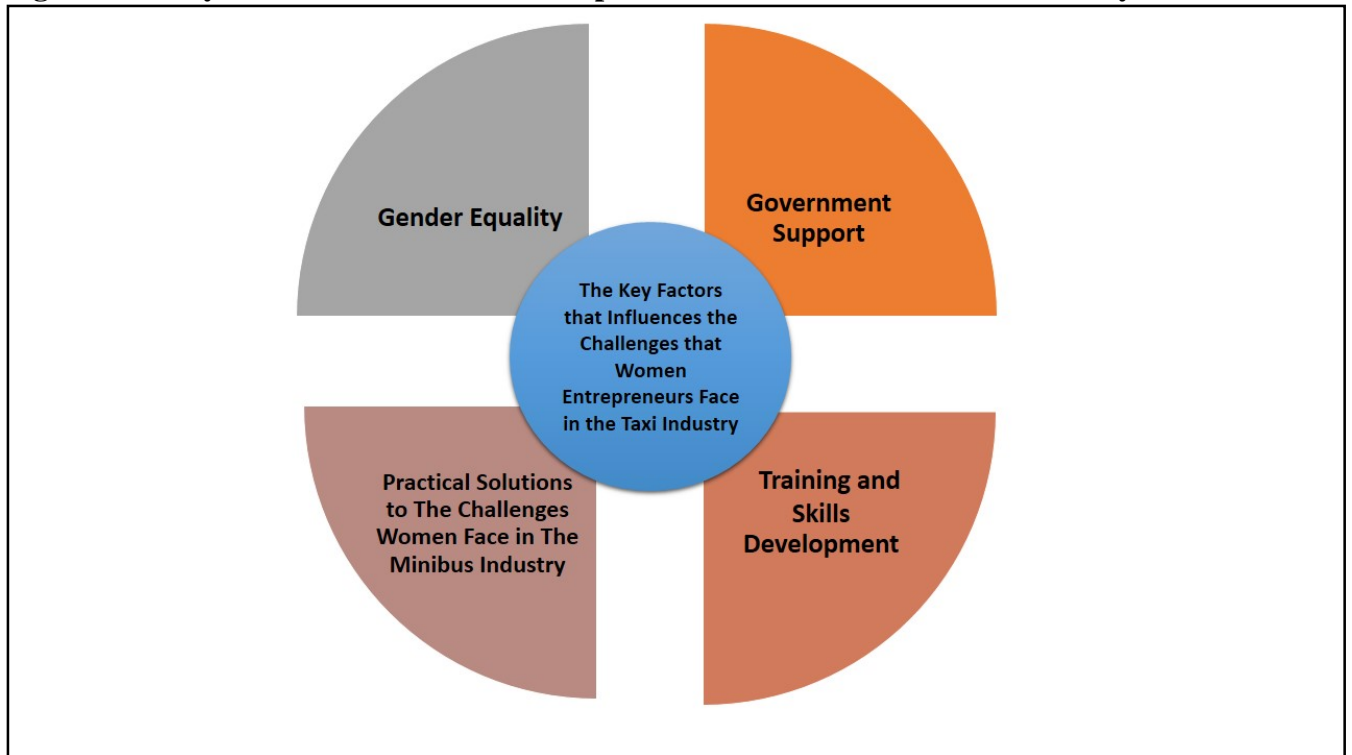 Gender Equality
Government
Support
The Key Factors
that Influences the
Challenges that
Women
Entrepreneurs Face
in the Taxi Industry
Practical Solutions
to The Challenges
Women Face in The
Minibus Industry
Training and
Skills
Development